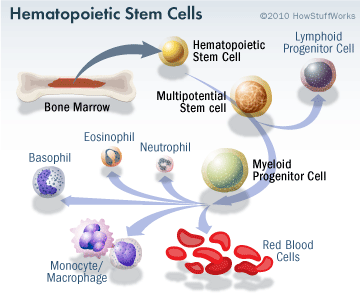 Hematopoietic Stem Cells
©2010 HowStuffWorks
Lymphoid
Progenitor Cell
Hematopoietic
Stem Cell
Bone Marrow
Multipotential
Stem cell
Eosinophil
Neutrophil
Basophil
Myeloid
Progenitor Cell
Monocyte/
Macrophage
Red Blood
Cells